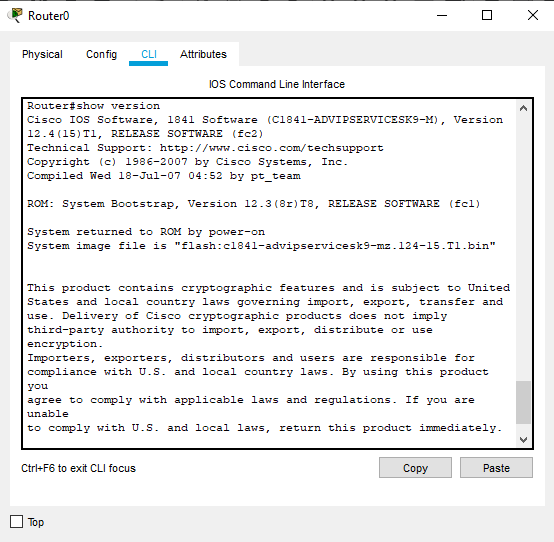 Router0
Physical Config CLI Attributes
IOS Command Line Interface
Router#show version
Cisco IOS Software, 1841 Software (C1841-ADVIPSERVICESK9-M), Version
12.4(15)T1, RELEASE SOFTWARE (fc2)
Technical Support: http://www.cisco.com/techsupport
Copyright (c) 1986-2007 by Cisco Systems, Inc.
Compiled Wed 18-Jul-07 04:52 by pt_team
ROM: System Bootstrap, Version 12.3(8r)T8, RELEASE SOFTWARE (fc1)
System returned to ROM by power-on
System image file is "flash:c1841-advipservicesk9-mz.124-15.T1.bin"
This product contains cryptographic features and is subject to United
States and local country laws governing import, export, transfer and
use. Delivery of Cisco cryptographic products does not imply
third-party authority to import, export, distribute or use
encryption.
Importers, exporters, distributors and users are responsible for
compliance with U.S. and local country laws. By using this product
you
agree to comply with applicable laws and regulations. If you are
unable
to comply with U.S. and local laws, return this product immediately.
Ctrl+F6 to exit CLI focus
Copy Paste
Top